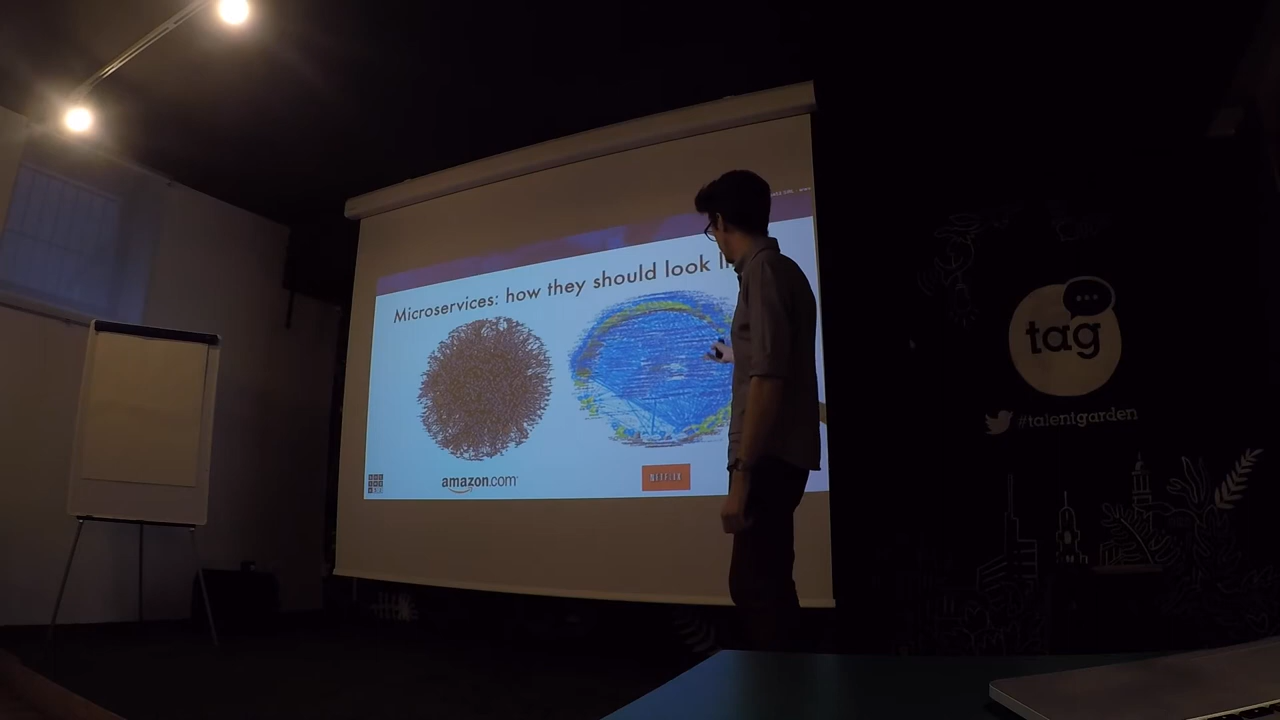 Microservices: how they should look
amazon.com
NETFLIX
tag
#talentgarden